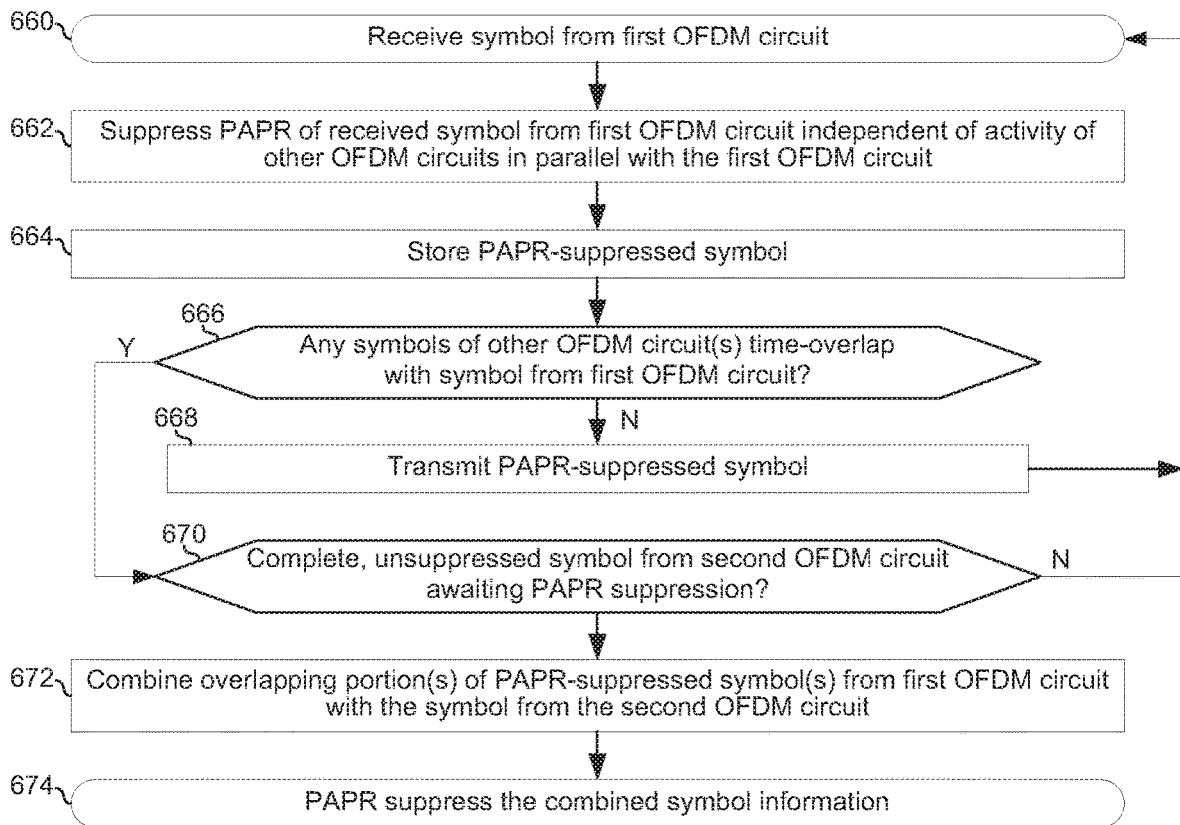 660
Receive symbol from first OFDM circuit
662
Suppress PAPR of received symbol from first OFDM circuit independent of activity of
other OFDM circuits in parallel with the first OFDM circuit
664
Store PAPR-suppressed symbol
666
Y
Any symbols of other OFDM circuit(s) time-overlap
with symbol from first OFDM circuit?
N
668
Transmit PAPR-suppressed symbol
670
Complete, unsuppressed symbol from second OFDM circuit
awaiting PAPR suppression?
N
672
Combine overlapping portion(s) of PAPR-suppressed symbol(s) from first OFDM circuit
with the symbol from the second OFDM circuit
674
PAPR suppress the combined symbol information